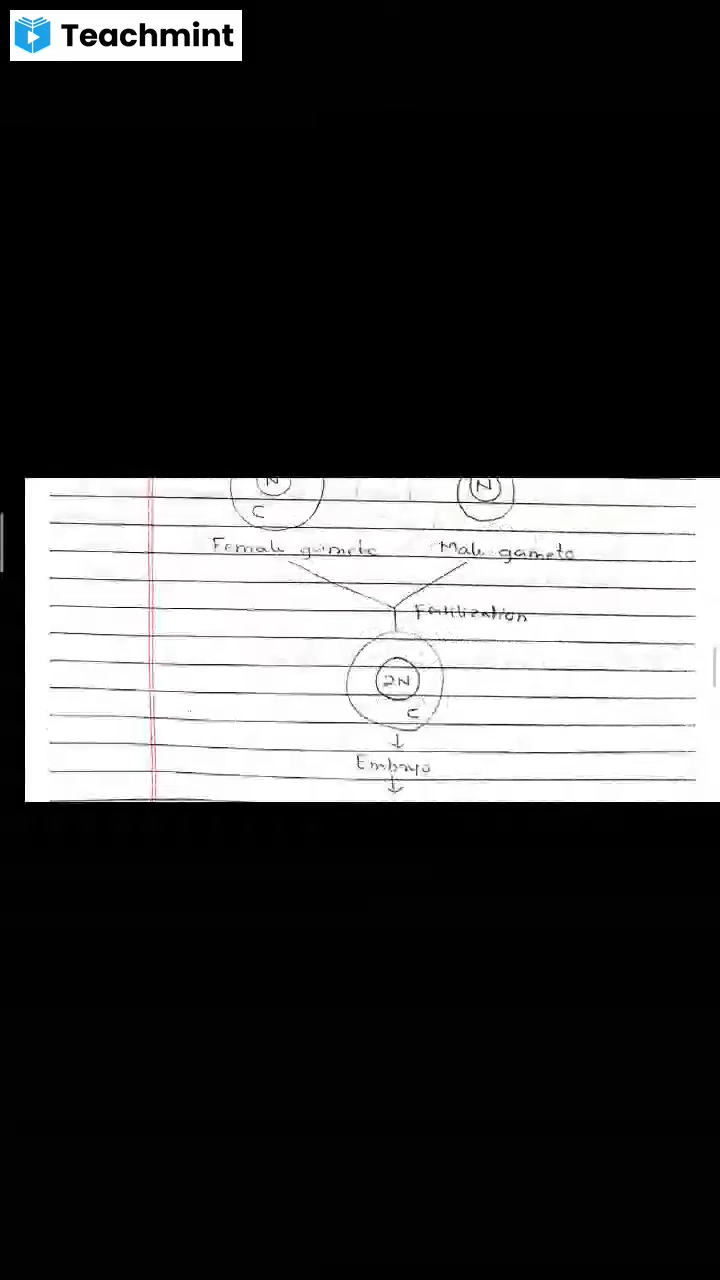 Teachmint
N
N
C
Female gamete
Male gamete
Fertilization
2N
C
Embryo